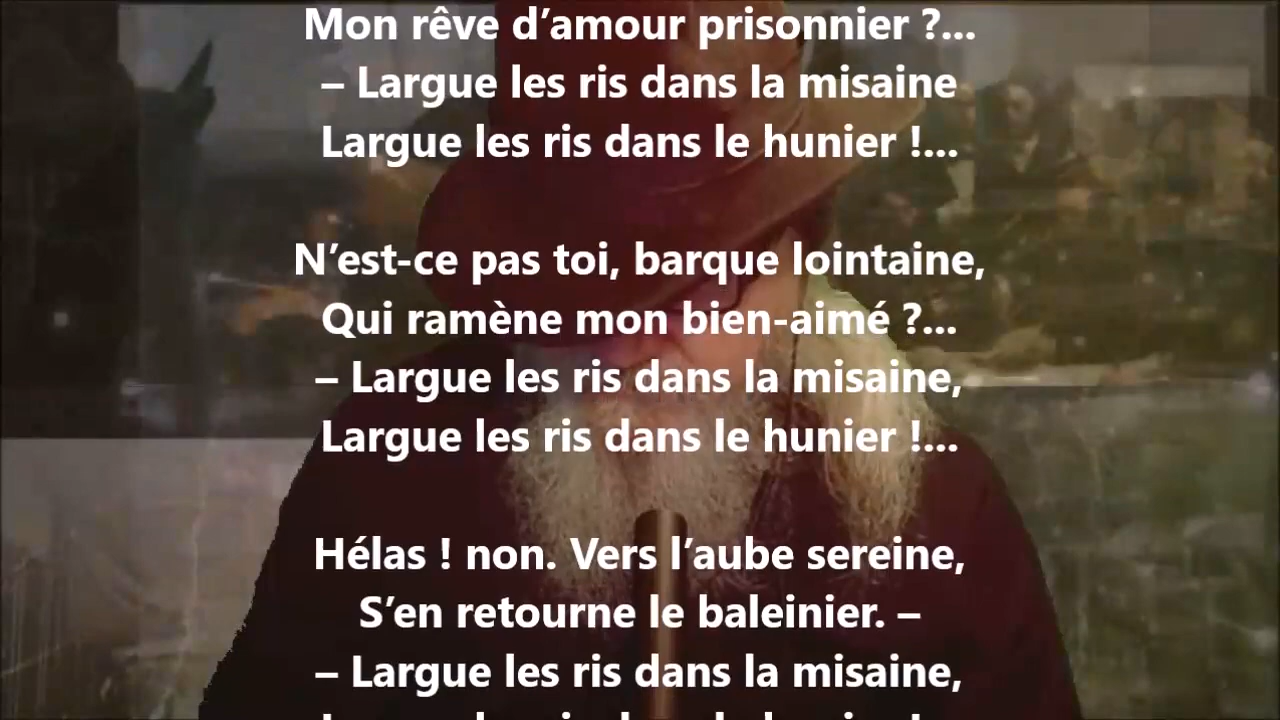 Mon rêve d’amour prisonnier ?...
– Largue les ris dans la misaine
Largue les ris dans le hunier !...
N’est-ce pas toi, barque lointaine,
Qui ramène mon bien-aimé ?...
– Largue les ris dans la misaine,
Largue les ris dans le hunier !...
Hélas ! non. Vers l’aube sereine,
S’en retourne le baleinier. –
– Largue les ris dans la misaine,